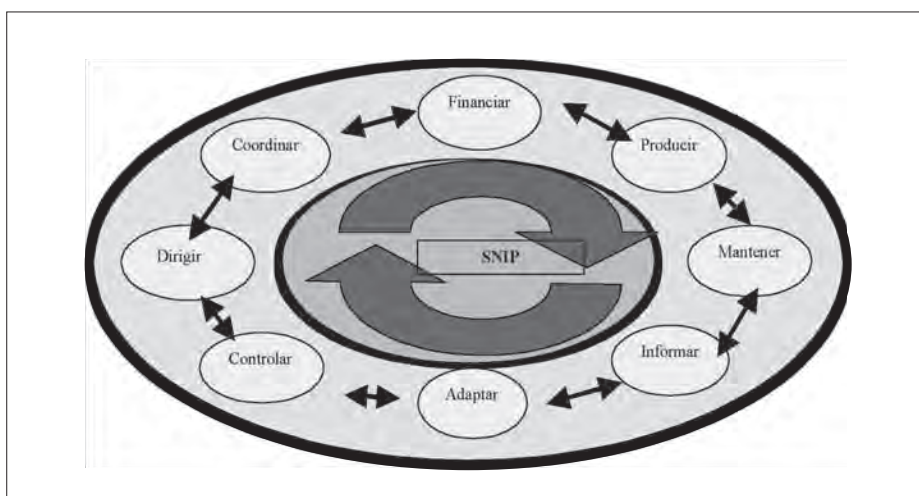 Financiar
Coordinar
Producir
Dirigir
SNIP
Mantener
Controlar
Informar
Adaptar